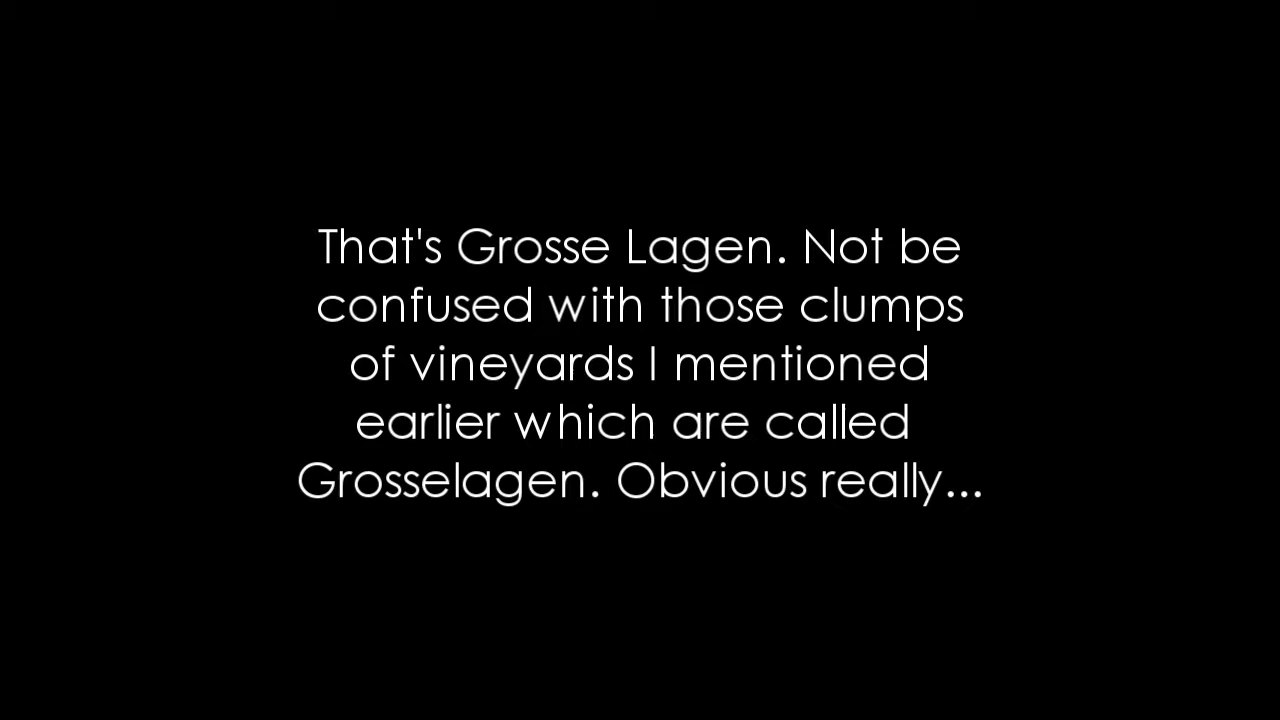 That's Grosse Lagen. Not be
confused with those clumps
of vineyards I mentioned
earlier which are called
Grosselagen. Obvious really...